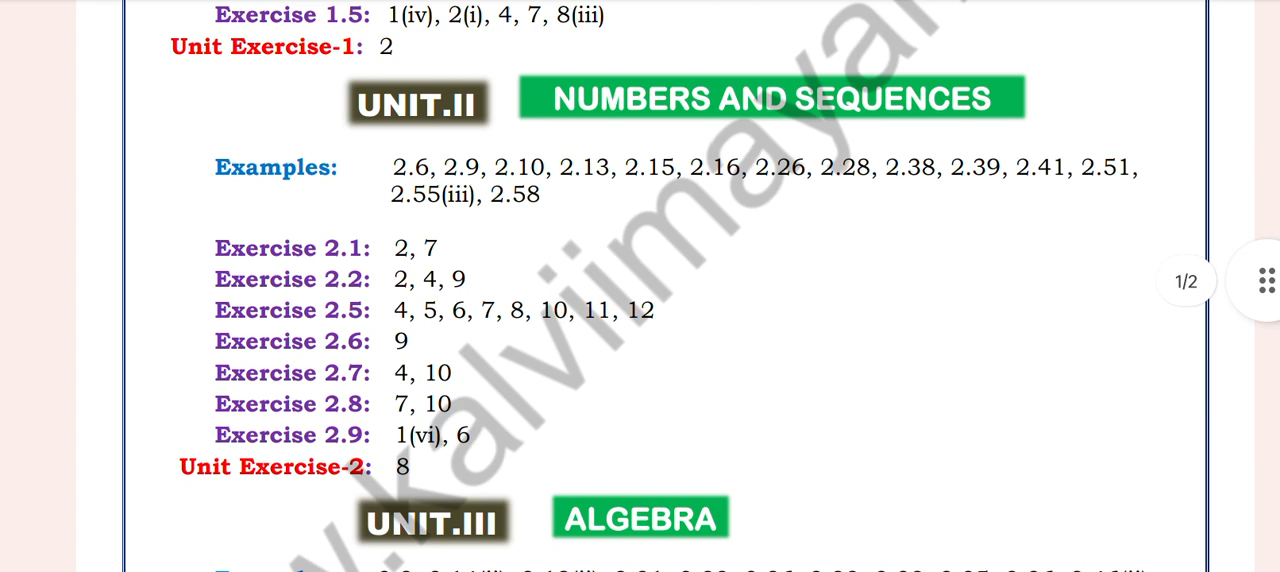 Exercise 1.5: 1(iv), 2(i), 4, 7, 8(iii)
Unit Exercise-1: 2
UNIT.II NUMBERS AND SEQUENCES
Examples: 2.6, 2.9, 2.10, 2.13, 2.15, 2.16, 2.26, 2.28, 2.38, 2.39, 2.41, 2.51,
2.55(iii), 2.58
Exercise 2.1: 2, 7
Exercise 2.2: 2, 4, 9
Exercise 2.5: 4, 5, 6, 7, 8, 10, 11, 12
1/2
Exercise 2.6: 9
Exercise 2.7: 4, 10
Exercise 2.8: 7, 10
Exercise 2.9: 1(vi), 6
Unit Exercise-2: 8
UNIT.III ALGEBRA